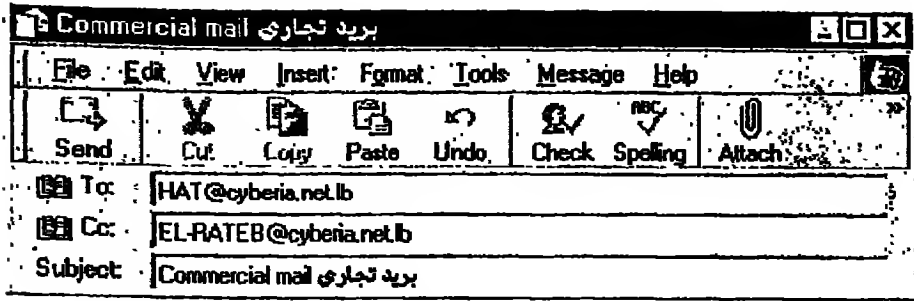 Commercial mail بريد تجاري
File Edit View Insert Format Tools Message Help
Send Cut Copy Paste Undo Check ABC Spelling Attach »
To: HAT@cyberia.net.lb
Cc: EL-RATEB@cyberia.net.lb
Subject: Commercial mail بريد تجاري